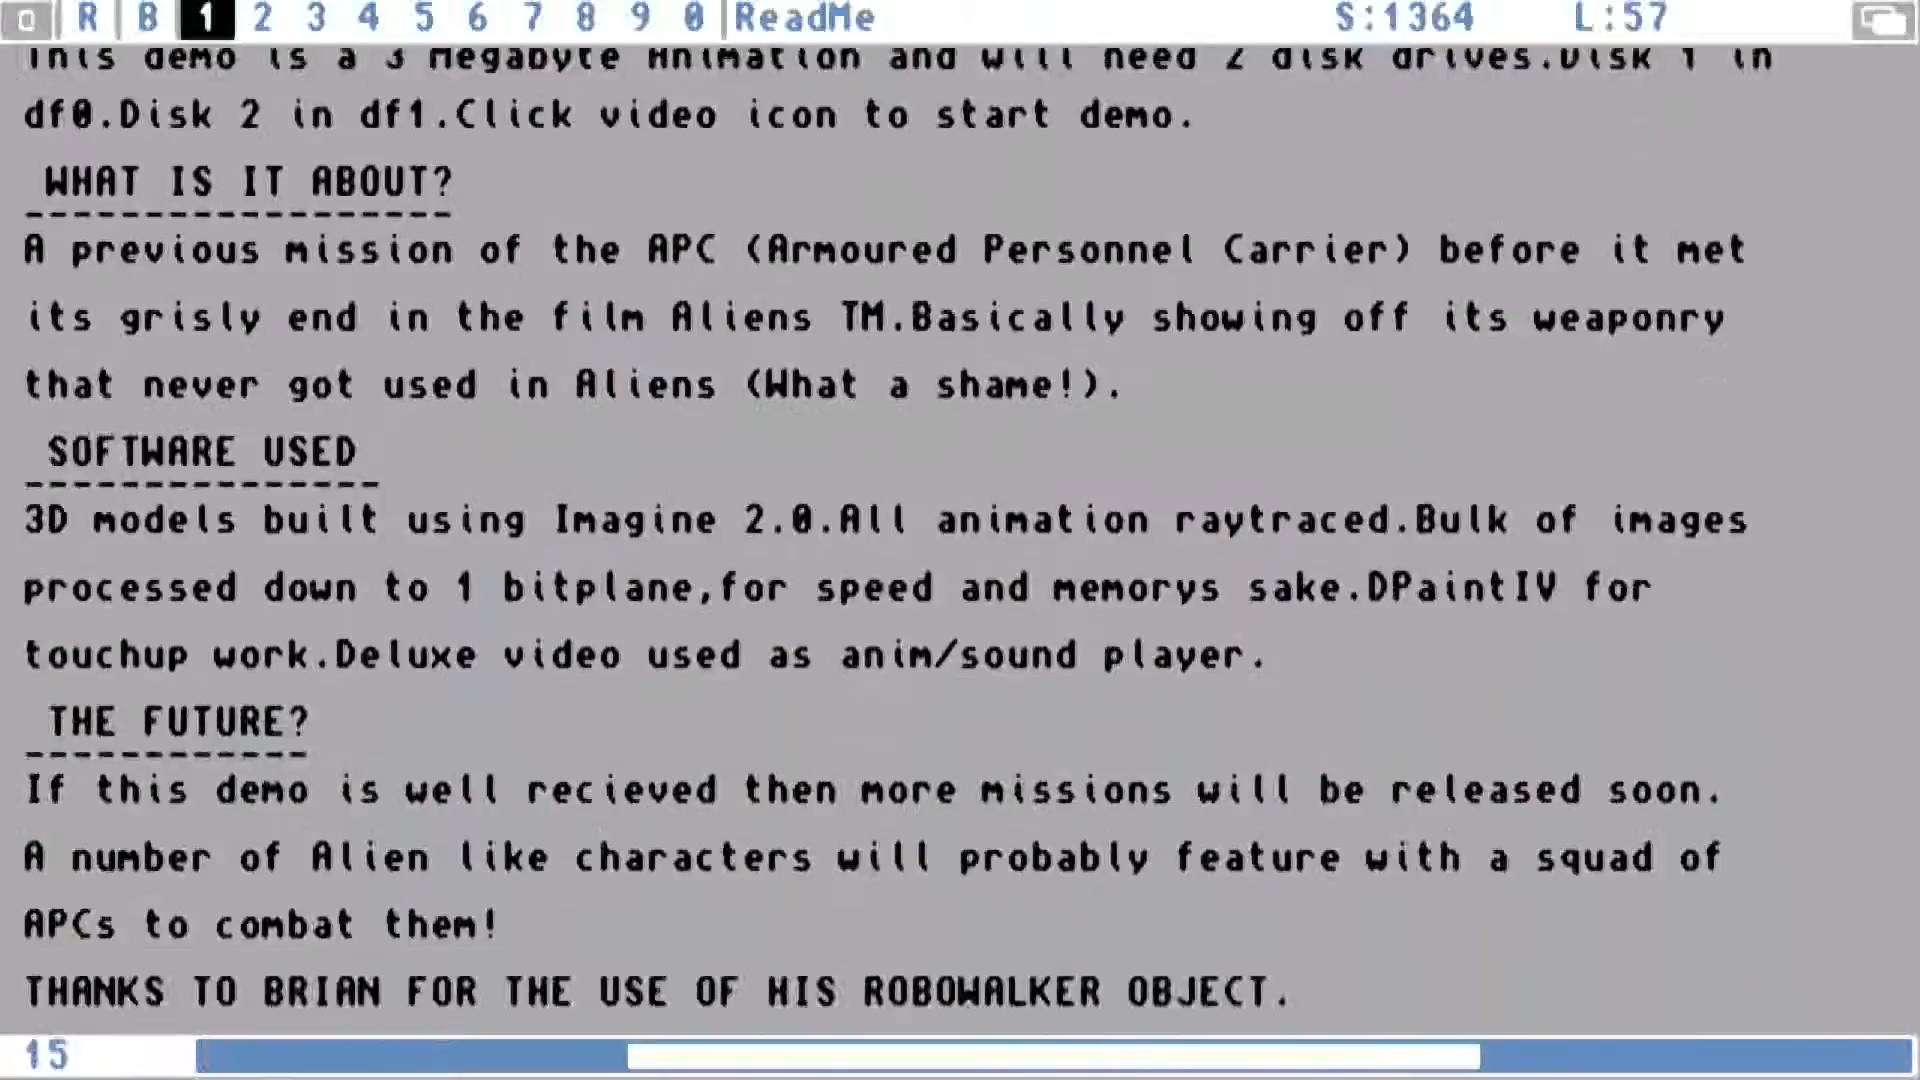 a R B 1 2 3 4 5 6 7 8 9 0 ReadMe S:1364 L:57
This demo is a 3 Megabyte Animation and will need 2 disk drives.Disk 1 in
df0.Disk 2 in df1.Click video icon to start demo.
WHAT IS IT ABOUT?
------------------
A previous mission of the APC (Armoured Personnel Carrier) before it met
its grisly end in the film Aliens TM.Basically showing off its weaponry
that never got used in Aliens (What a shame!).
SOFTWARE USED
---------------
3D models built using Imagine 2.0.All animation raytraced.Bulk of images
processed down to 1 bitplane,for speed and memorys sake.DPaintIV for
touchup work.Deluxe video used as anim/sound player.
THE FUTURE?
------------
If this demo is well recieved then more missions will be released soon.
A number of Alien like characters will probably feature with a squad of
APCs to combat them!
THANKS TO BRIAN FOR THE USE OF HIS ROBOWALKER OBJECT.
15